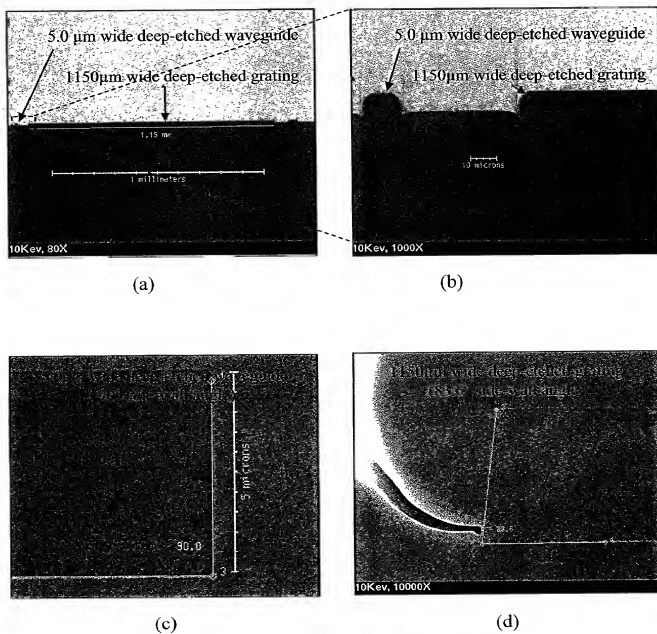 5.0 μm wide deep-etched waveguide
1150μm wide deep-etched grating
1.15 mm
1 millimeters
10Kev, 80X
(a)
5.0 μm wide deep-etched waveguide
1150μm wide deep-etched grating
10 microns
10Kev, 1000X
(b)
5 microns
90.0
3
(c)
1150μm wide deep-etched grating
10Kev, 10000X
(d)